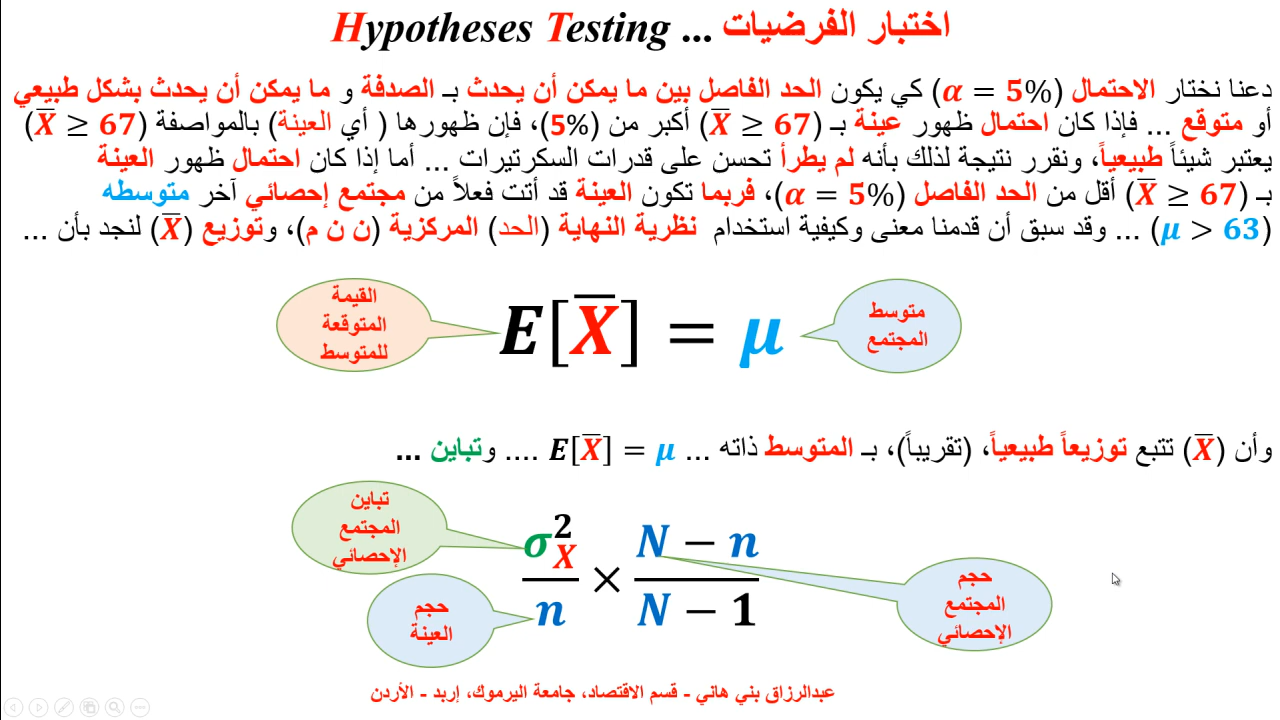 اختبار الفرضيات ... Hypotheses Testing
دعنا نختار الاحتمال (α = 5%) كي يكون الحد الفاصل بين ما يمكن أن يحدث بـ الصدفة و ما يمكن أن يحدث بشكل طبيعي
أو متوقع ... فإذا كان احتمال ظهور عينة بـ (X̅ ≥ 67) أكبر من (5%)، فإن ظهورها ( أي العينة) بالمواصفة (X̅ ≥ 67)
يعتبر شيئاً طبيعياً، ونقرر نتيجة لذلك بأنه لم يطرأ تحسن على قدرات السكرتيرات ... أما إذا كان احتمال ظهور العينة
بـ (X̅ ≥ 67) أقل من الحد الفاصل (α = 5%)، فربما تكون العينة قد أتت فعلاً من مجتمع إحصائي آخر متوسطه
(μ > 63) ... وقد سبق أن قدمنا معنى وكيفية استخدام نظرية النهاية (الحد) المركزية (ن ن م)، وتوزيع (X̅) لنجد بأن ...
القيمة
المتوقعة
للمتوسط
E[X̅] = μ
متوسط
المجتمع
وأن (X̅) تتبع توزيعاً طبيعياً، (تقريباً)، بـ المتوسط ذاته ... E[X̅] = μ .... وتباين ...
تباين
المجتمع
الإحصائي
σ²_X / n × (N − n) / (N − 1)
حجم
العينة
حجم
المجتمع
الإحصائي
عبدالرزاق بني هاني - قسم الاقتصاد، جامعة اليرموك، إربد - الأردن